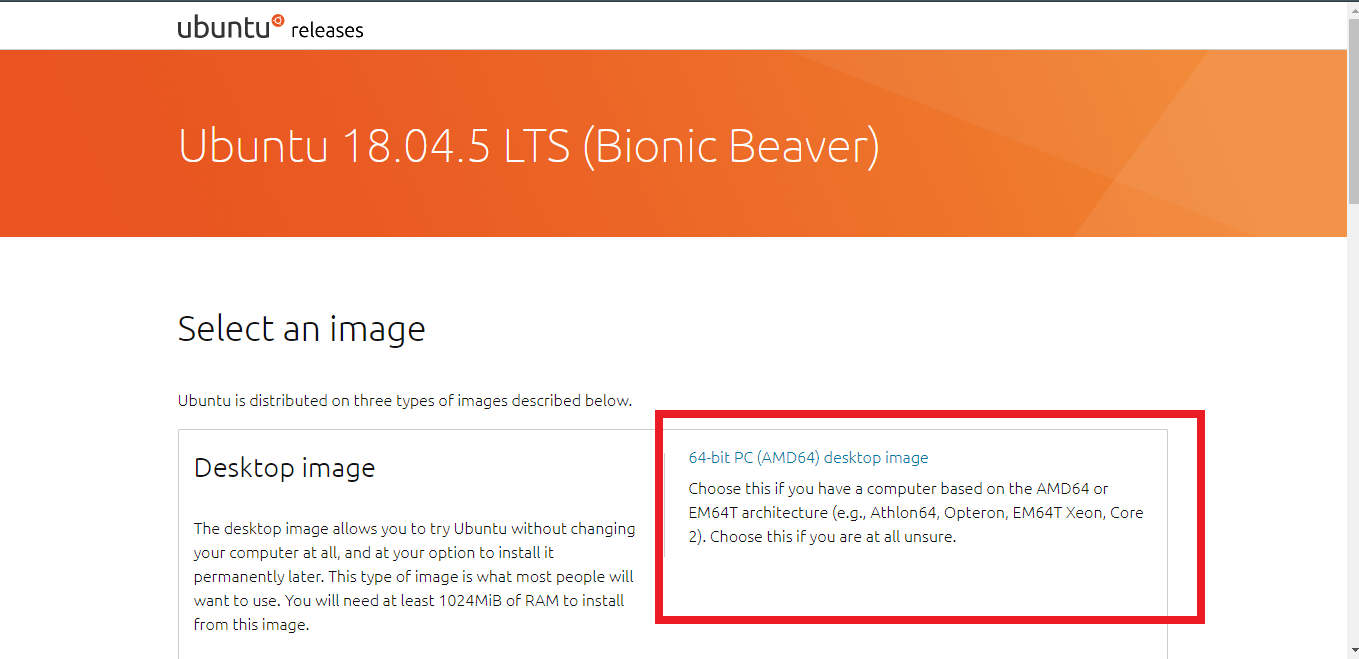 ubuntu releases
Ubuntu 18.04.5 LTS (Bionic Beaver)
Select an image
Ubuntu is distributed on three types of images described below.
Desktop image
The desktop image allows you to try Ubuntu without changing
your computer at all, and at your option to install it
permanently later. This type of image is what most people will
want to use. You will need at least 1024MiB of RAM to install
from this image.
64-bit PC (AMD64) desktop image
Choose this if you have a computer based on the AMD64 or
EM64T architecture (e.g., Athlon64, Opteron, EM64T Xeon, Core
2). Choose this if you are at all unsure.